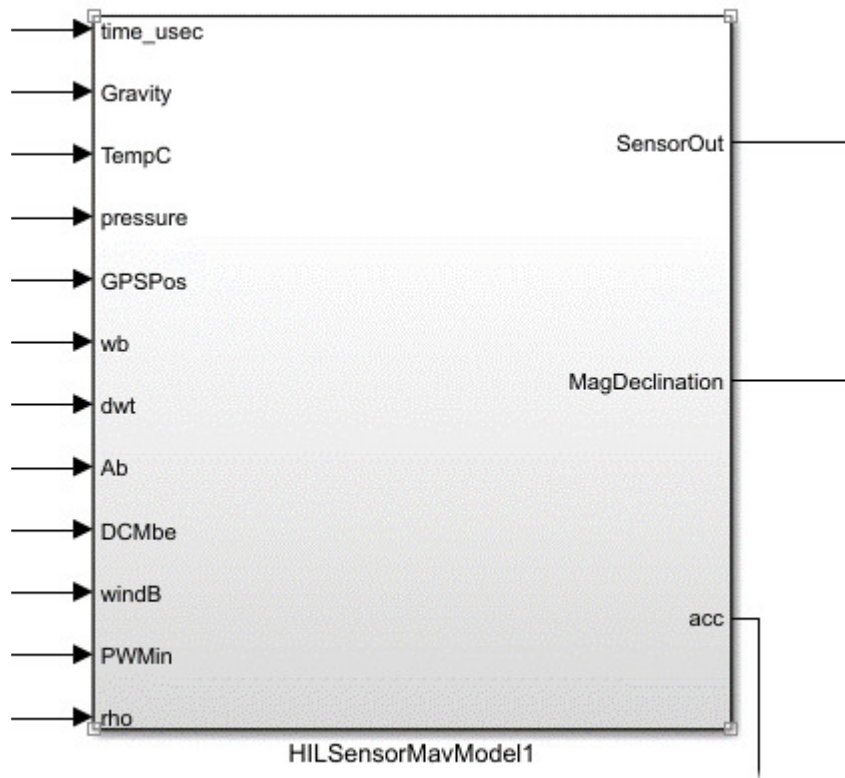 time_usec
Gravity
TempC
pressure
GPSPos
wb
dwt
Ab
DCMbe
windB
PWMin
rho
SensorOut
MagDeclination
acc
HILSensorMavModel1